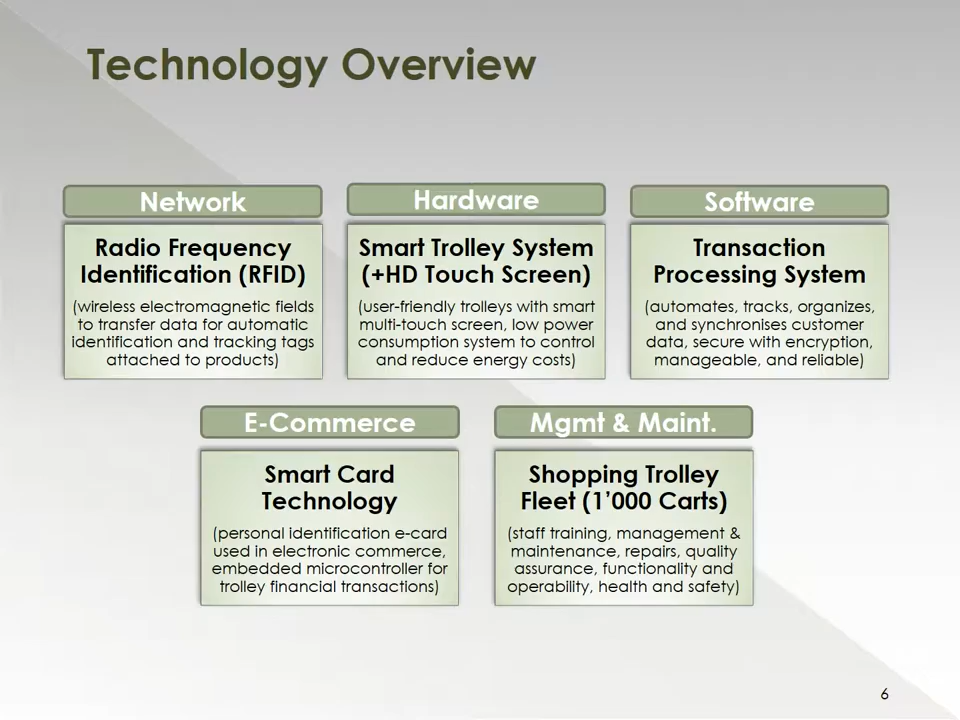 Technology Overview
Network
Radio Frequency
Identification (RFID)
(wireless electromagnetic fields
to transfer data for automatic
identification and tracking tags
attached to products)
Hardware
Smart Trolley System
(+HD Touch Screen)
(user-friendly trolleys with smart
multi-touch screen, low power
consumption system to control
and reduce energy costs)
Software
Transaction
Processing System
(automates, tracks, organizes,
and synchronises customer
data, secure with encryption,
manageable, and reliable)
E-Commerce
Smart Card
Technology
(personal identification e-card
used in electronic commerce,
embedded microcontroller for
trolley financial transactions)
Mgmt & Maint.
Shopping Trolley
Fleet (1’000 Carts)
(staff training, management &
maintenance, repairs, quality
assurance, functionality and
operability, health and safety)
6